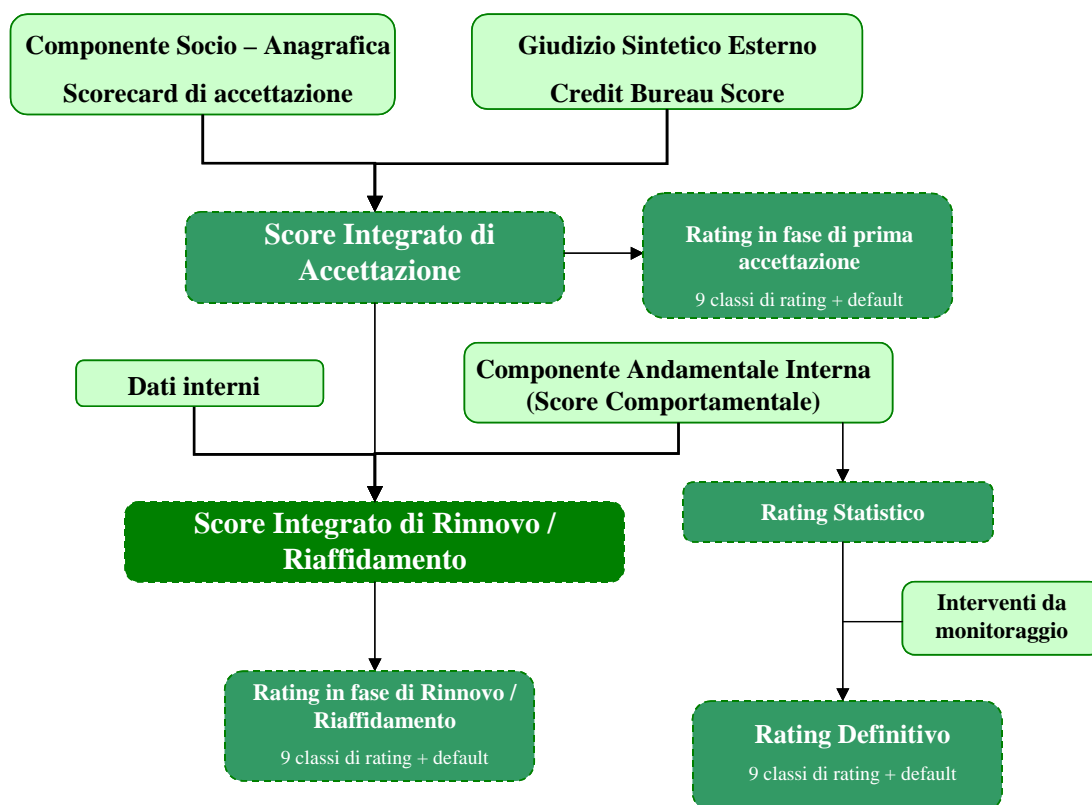 Componente Socio – Anagrafica
Scorecard di accettazione
Giudizio Sintetico Esterno
Credit Bureau Score
Score Integrato di
Accettazione
Rating in fase di prima
accettazione
9 classi di rating + default
Dati interni
Componente Andamentale Interna
(Score Comportamentale)
Score Integrato di Rinnovo /
Riaffidamento
Rating Statistico
Interventi da
monitoraggio
Rating in fase di Rinnovo /
Riaffidamento
9 classi di rating + default
Rating Definitivo
9 classi di rating + default